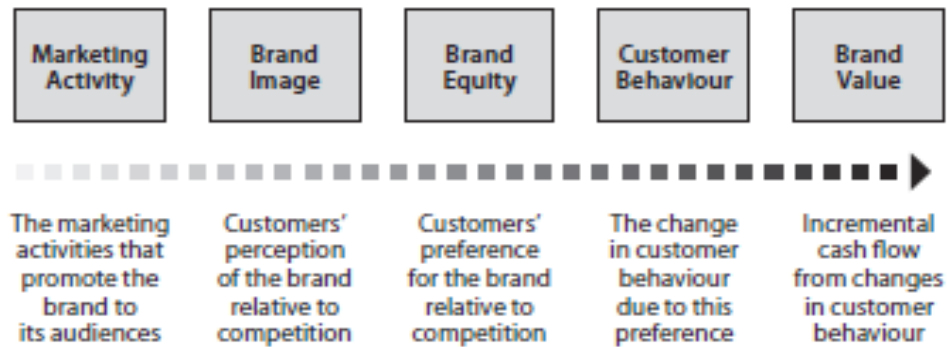 Marketing
Activity
Brand
Image
Brand
Equity
Customer
Behaviour
Brand
Value
The marketing
activities that
promote the
brand to
its audiences
Customers’
perception
of the brand
relative to
competition
Customers’
preference
for the brand
relative to
competition
The change
in customer
behaviour
due to this
preference
Incremental
cash flow
from changes
in customer
behaviour